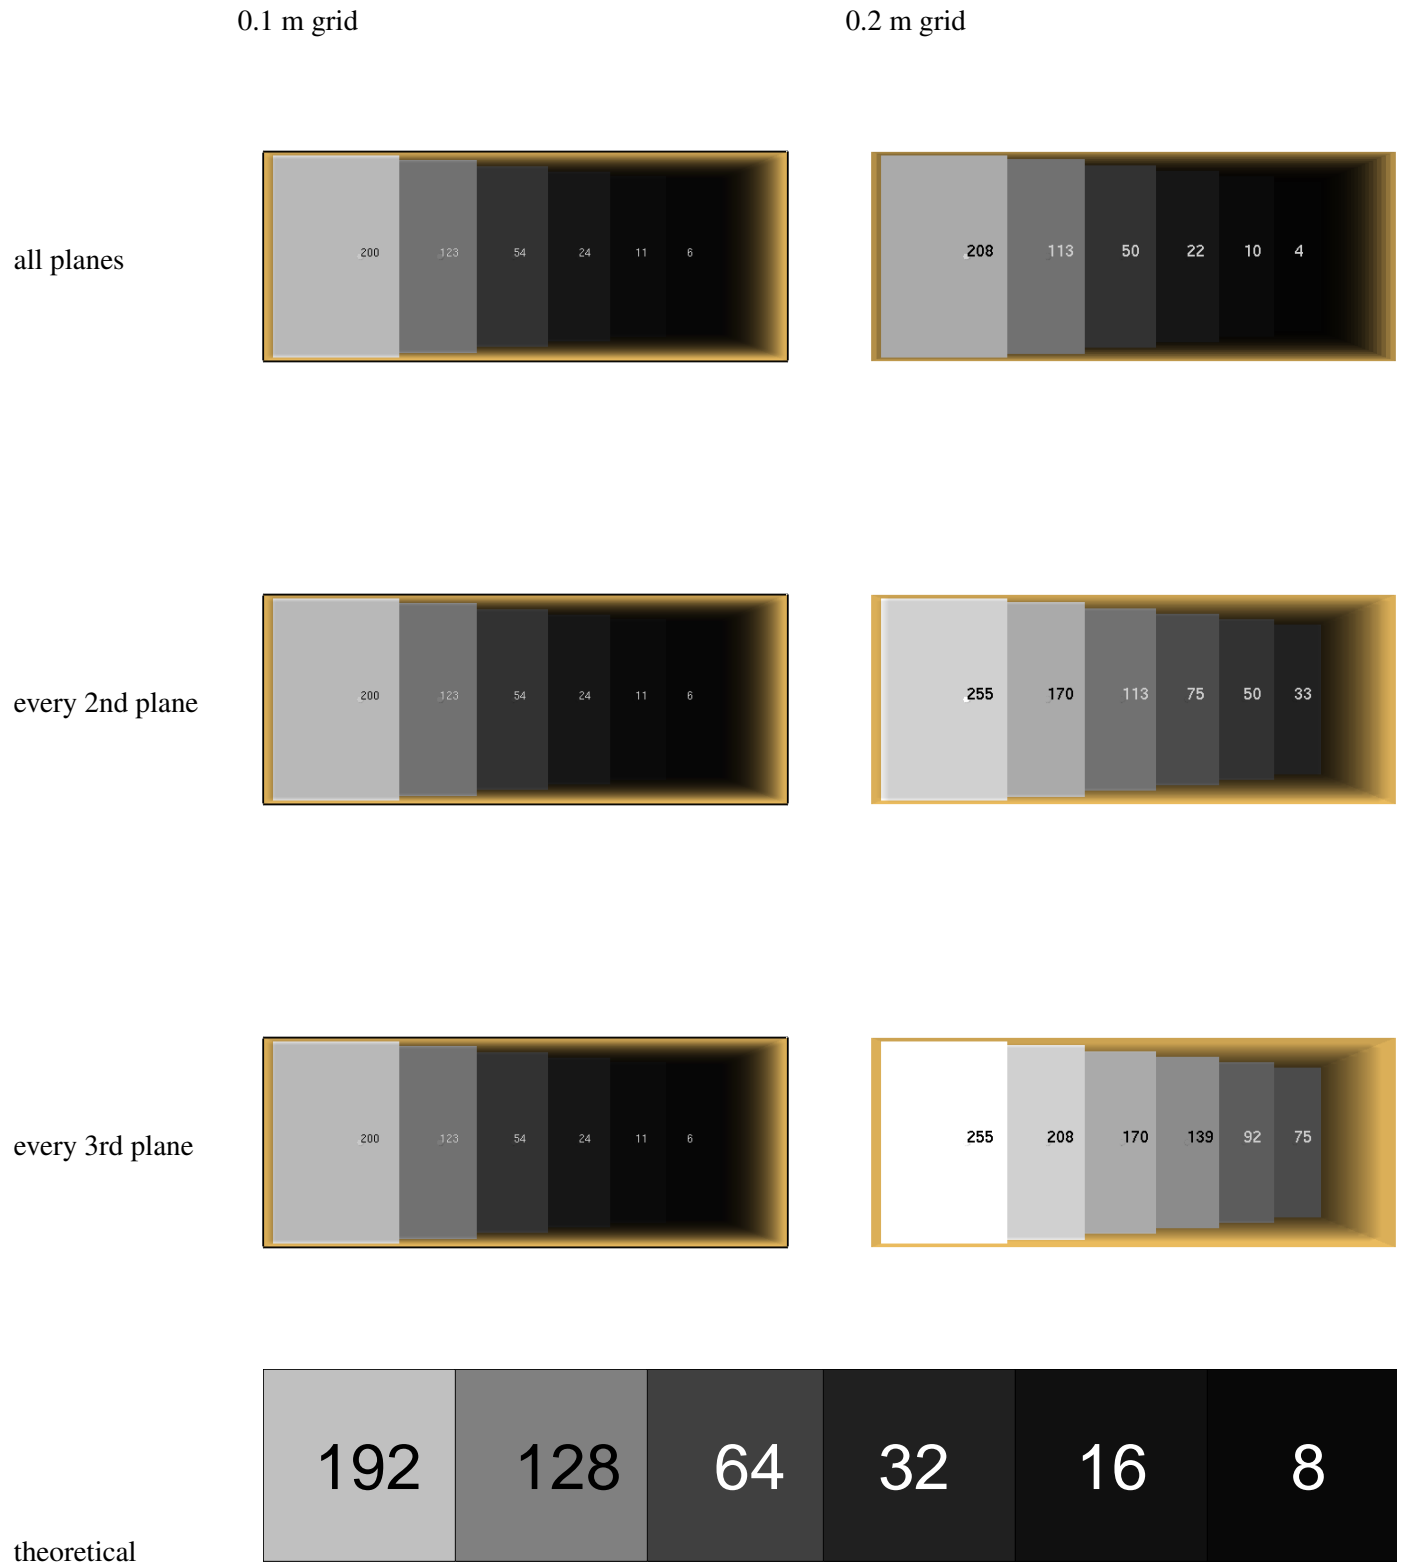 0.1 m grid 0.2 m grid
all planes 200 123 54 24 11 6 208 113 50 22 10 4
every 2nd plane 200 123 54 24 11 6 255 170 113 75 50 33
every 3rd plane 200 123 54 24 11 6 255 208 170 139 92 75
192 128 64 32 16 8
theoretical